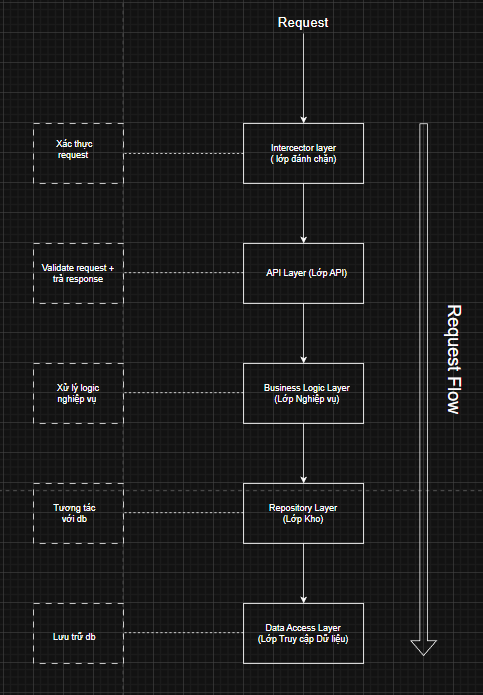 Request
Xác thực
request
Intercector layer
( lớp đánh chặn)
Validate request +
trả response
API Layer (Lớp API)
Xử lý logic
nghiệp vụ
Business Logic Layer
(Lớp Nghiệp vụ)
Tương tác
với db
Repository Layer
(Lớp Kho)
Lưu trữ db
Data Access Layer
(Lớp Truy cập Dữ liệu)
Request Flow